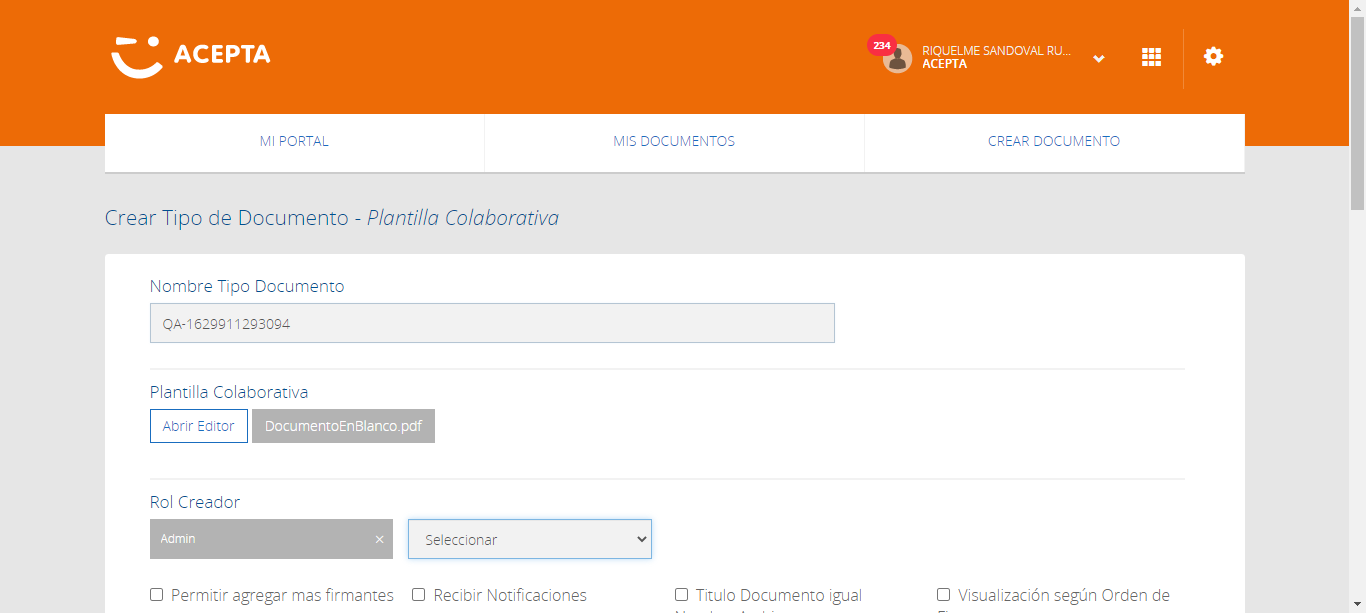 ACEPTA
234
RIQUELME SANDOVAL RU...
ACEPTA
MI PORTAL
MIS DOCUMENTOS
CREAR DOCUMENTO
Crear Tipo de Documento - Plantilla Colaborativa
Nombre Tipo Documento
QA-1629911293094
Plantilla Colaborativa
Abrir Editor
DocumentoEnBlanco.pdf
Rol Creador
Admin ×
Seleccionar
Permitir agregar mas firmantes
Recibir Notificaciones
Titulo Documento igual
Visualización según Orden de